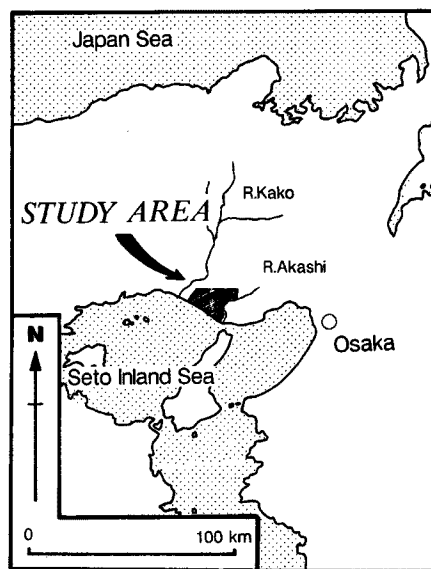 Japan Sea
R.Kako
STUDY AREA
R.Akashi
Osaka
N
Seto Inland Sea
0
100 km